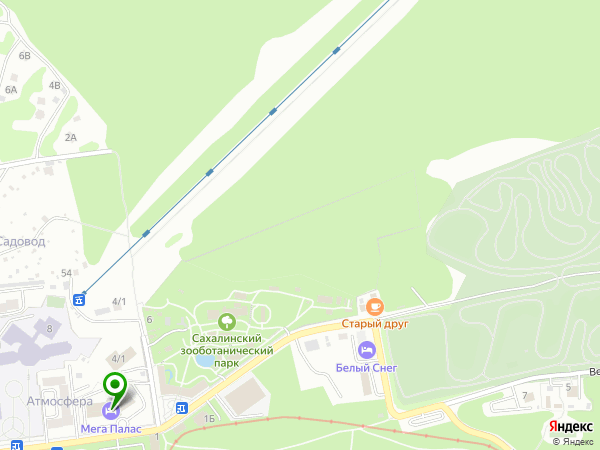 6В
4В
6А
2А
Садовод
54
4/1
6
8
Сахалинский
зооботанический
парк
Старый друг
4/1
Белый Снег
Атмосфера
1Б
Мега Палас
1
Ве
7
5
Яндекс
© Яндекс